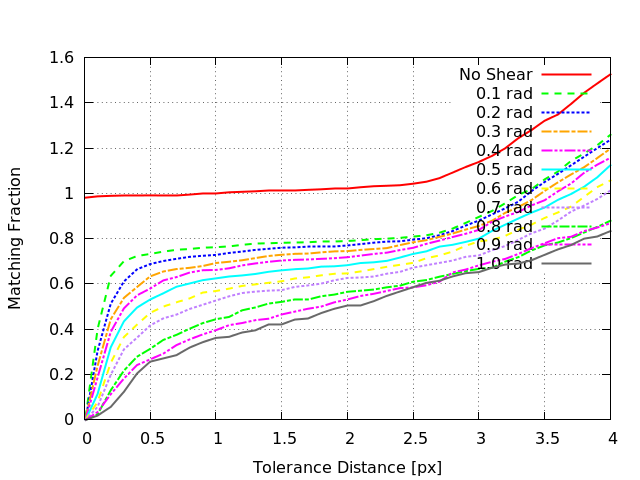 1.6
1.4
1.2
1
0.8
0.6
0.4
0.2
0
Matching Fraction
No Shear
0.1 rad
0.2 rad
0.3 rad
0.4 rad
0.5 rad
0.6 rad
0.7 rad
0.8 rad
0.9 rad
1.0 rad
0 0.5 1 1.5 2 2.5 3 3.5 4
Tolerance Distance [px]